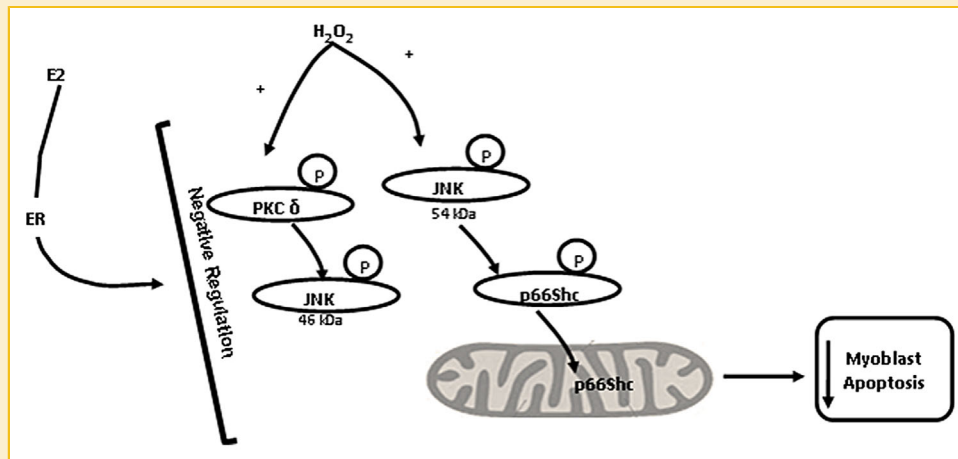 H2O2
+
+
E2
P
P
JNK
54 kDa
PKC δ
ER
Negative Regulation
P
JNK
46 kDa
P
p66Shc
p66Shc
Myoblast
Apoptosis